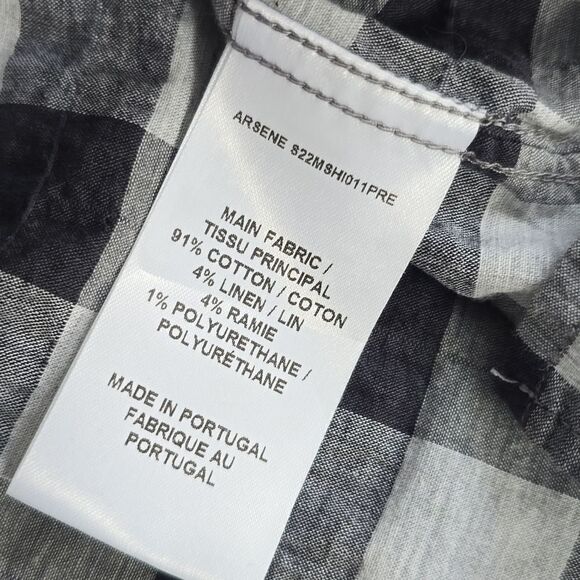 ARSENE S22MSHI011PRE
MAIN FABRIC /
TISSU PRINCIPAL
91% COTTON / COTON
4% LINEN / LIN
4% RAMIE
1% POLYURETHANE /
POLYURÉTHANE
MADE IN PORTUGAL
FABRIQUE AU
PORTUGAL